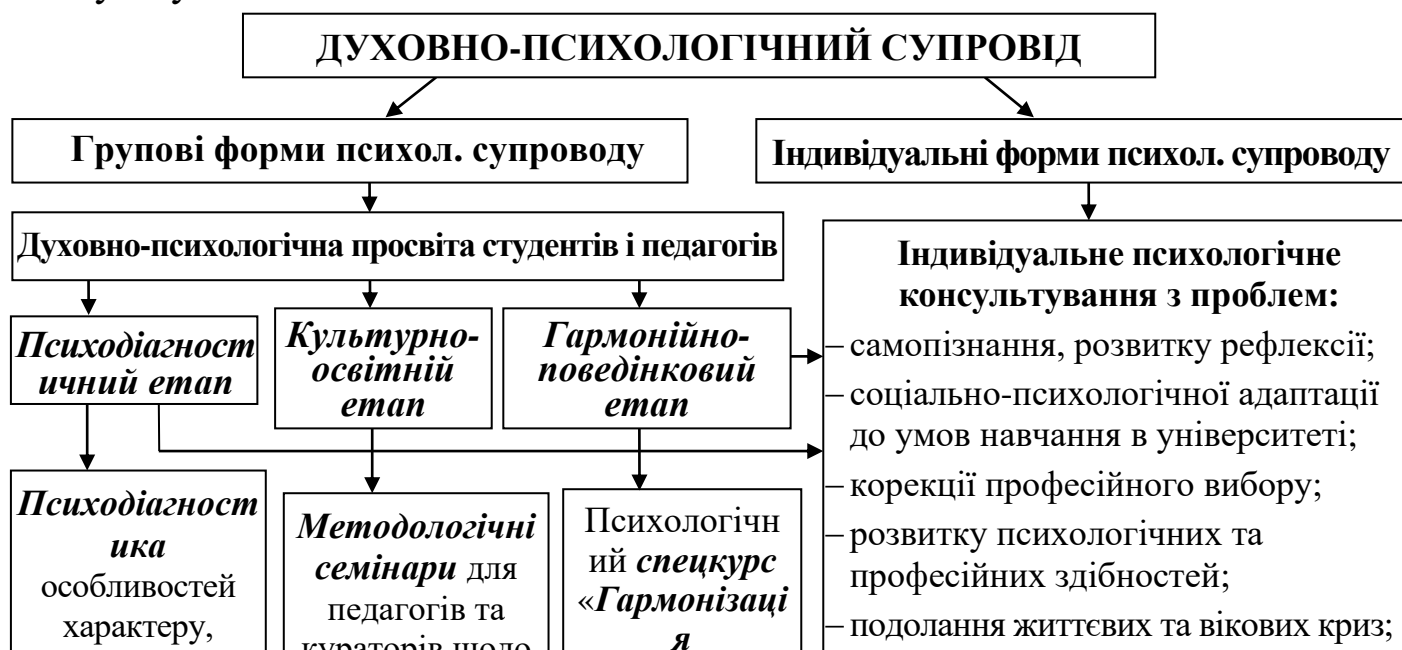 ДУХОВНО-ПСИХОЛОГІЧНИЙ СУПРОВІД
Групові форми психол. супроводу
Індивідуальні форми психол. супроводу
Духовно-психологічна просвіта студентів і педагогів
Психодіагност
ичний етап
Культурно-
освітній
етап
Гармонійно-
поведінковий
етап
Психодіагност
ика
особливостей
характеру,
Методологічні
семінари для
педагогів та
кураторів щодо
Психологічн
ий спецкурс
«Гармонізаці
я
Індивідуальне психологічне
консультування з проблем:
– самопізнання, розвитку рефлексії;
– соціально-психологічної адаптації
до умов навчання в університеті;
– корекції професійного вибору;
– розвитку психологічних та
професійних здібностей;
– подолання життєвих та вікових криз;